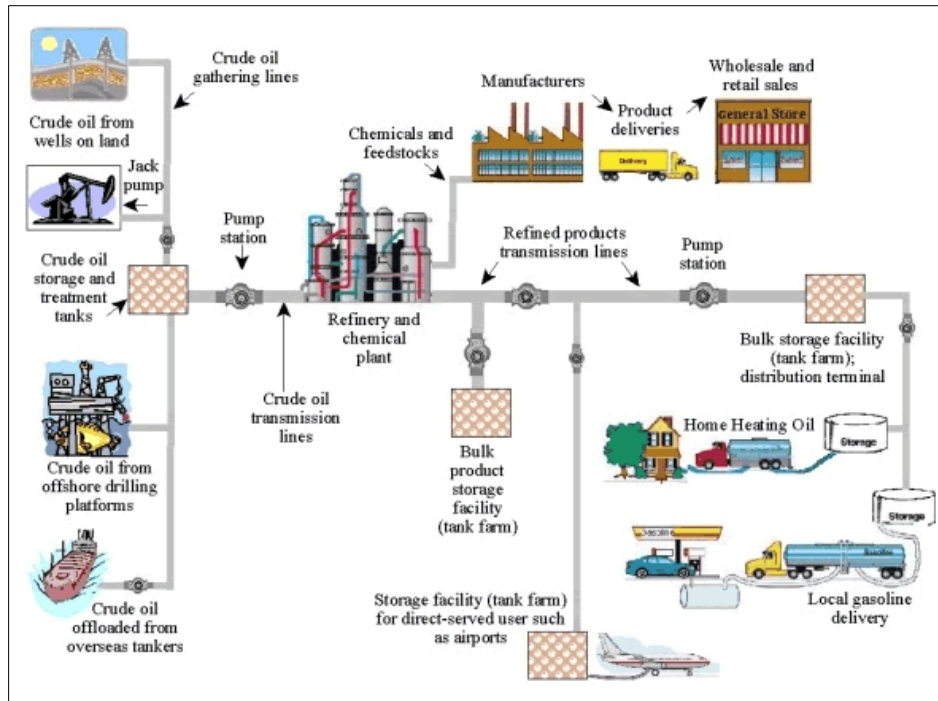 Crude oil
gathering lines
Crude oil from
wells on land
Jack
pump
Crude oil
storage and
treatment
tanks
Pump
station
Crude oil from
offshore drilling
platforms
Crude oil
offloaded from
overseas tankers
Crude oil
transmission
lines
Refinery and
chemical
plant
Chemicals and
feedstocks
Manufacturers
Product
deliveries
Delivery
Wholesale and
retail sales
General Store
Refined products
transmission lines
Pump
station
Bulk
product
storage
facility
(tank farm)
Bulk storage facility
(tank farm);
distribution terminal
Home Heating Oil
Storage
Storage
Gasoline
Gasoline
Local gasoline
delivery
Storage facility (tank farm)
for direct-served user such
as airports